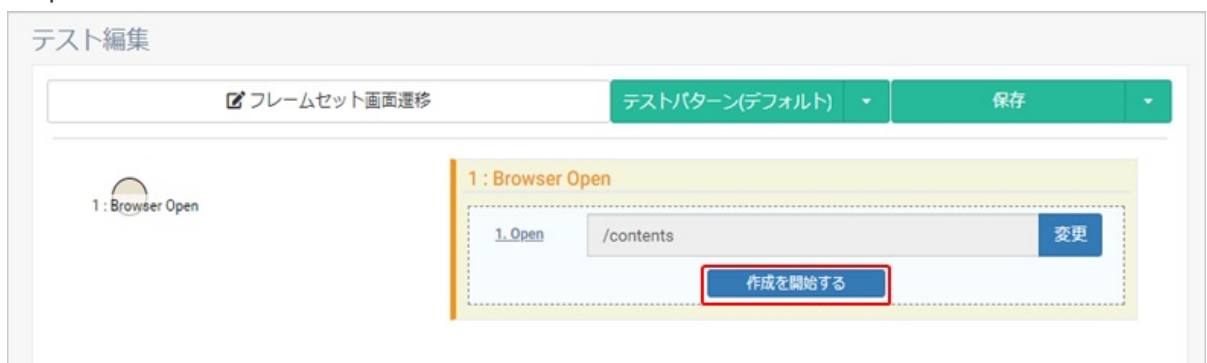 テスト編集
フレームセット画面遷移
テストパターン(デフォルト)
保存
1 : Browser Open
1 : Browser Open
1. Open
/contents
変更
作成を開始する